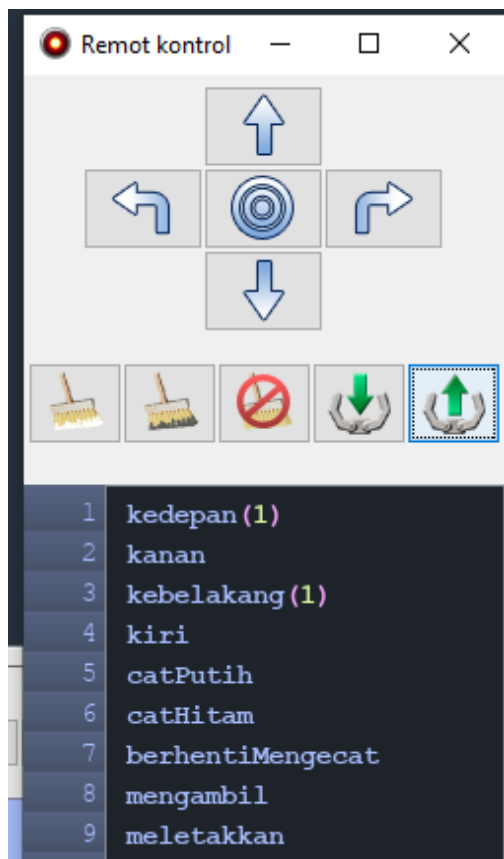 Remot kontrol
1 kedepan(1)
2 kanan
3 kebelakang(1)
4 kiri
5 catPutih
6 catHitam
7 berhentiMengecat
8 mengambil
9 meletakkan